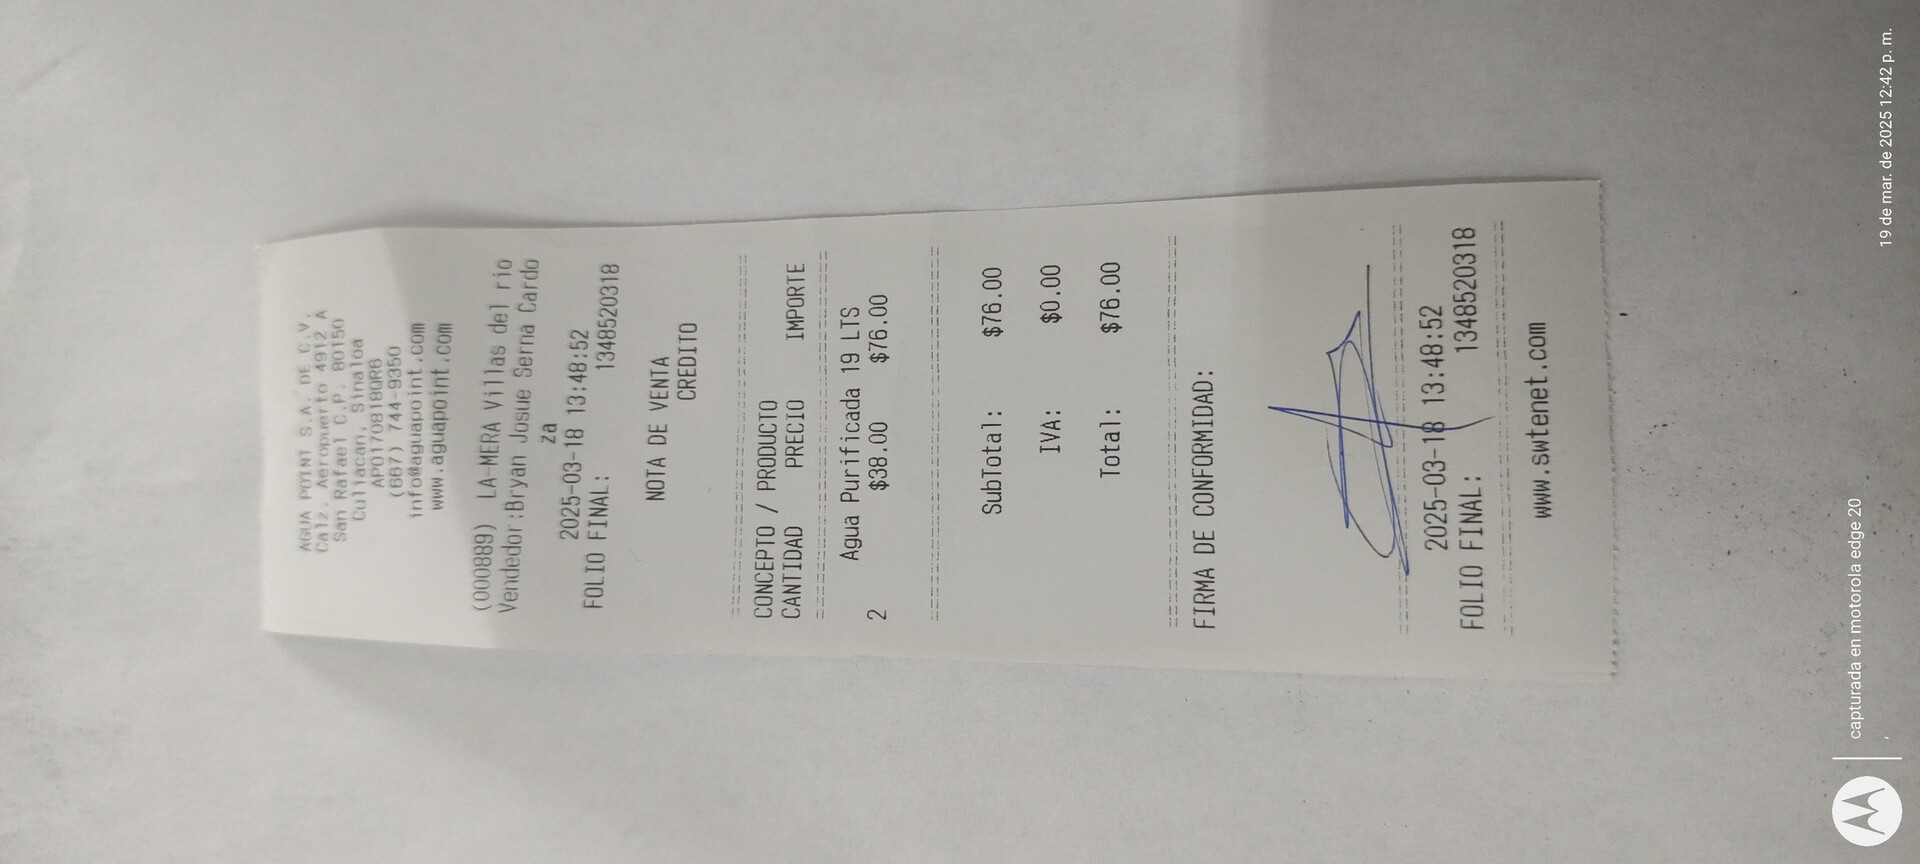 AGUA POINT S.A. DE C.V.
Calz. Aeropuerto 4912 A
San Rafael C.P. 80150
Culiacan, Sinaloa
APO170818QR6
(667) 744-9350
info@aguapoint.com
www.aguapoint.com
(000889) LA-MERA Villas del rio
Vendedor:Bryan Josue Serna Cardo
za
2025-03-18 13:48:52
FOLIO FINAL: 1348520318
NOTA DE VENTA
CREDITO
CONCEPTO / PRODUCTO
CANTIDAD PRECIO IMPORTE
Agua Purificada 19 LTS
2 $38.00 $76.00
SubTotal: $76.00
IVA: $0.00
Total: $76.00
FIRMA DE CONFORMIDAD:
2025-03-18 13:48:52
FOLIO FINAL: 1348520318
www.swtenet.com
capturada en motorola edge 20
19 de mar. de 2025 12:42 p. m.